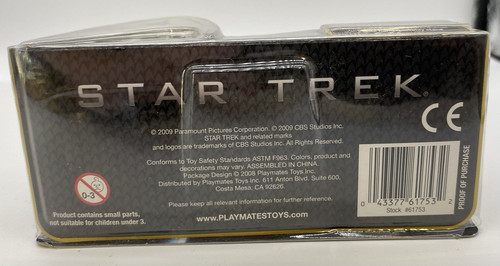 STAR TREK
CE
© 2009 Paramount Pictures Corporation. © 2009 CBS Studios Inc.
STAR TREK and related marks
and logos are trademarks of CBS Studios Inc. All Rights Reserved.
Conforms to Toy Safety Standards ASTM F963. Colors, product and
decorations may vary. ASSEMBLED IN CHINA.
Package Design © 2008 Playmates Toys Inc.
Distributed by Playmates Toys Inc. 611 Anton Blvd. Suite 600,
Costa Mesa, CA 92626.
Please keep all relevant information for further reference.
WWW.PLAYMATESTOYS.COM
0-3
Product contains small parts,
not suitable for children under 3.
0 43377 61753 2
Stock #61753
PROOF OF PURCHASE